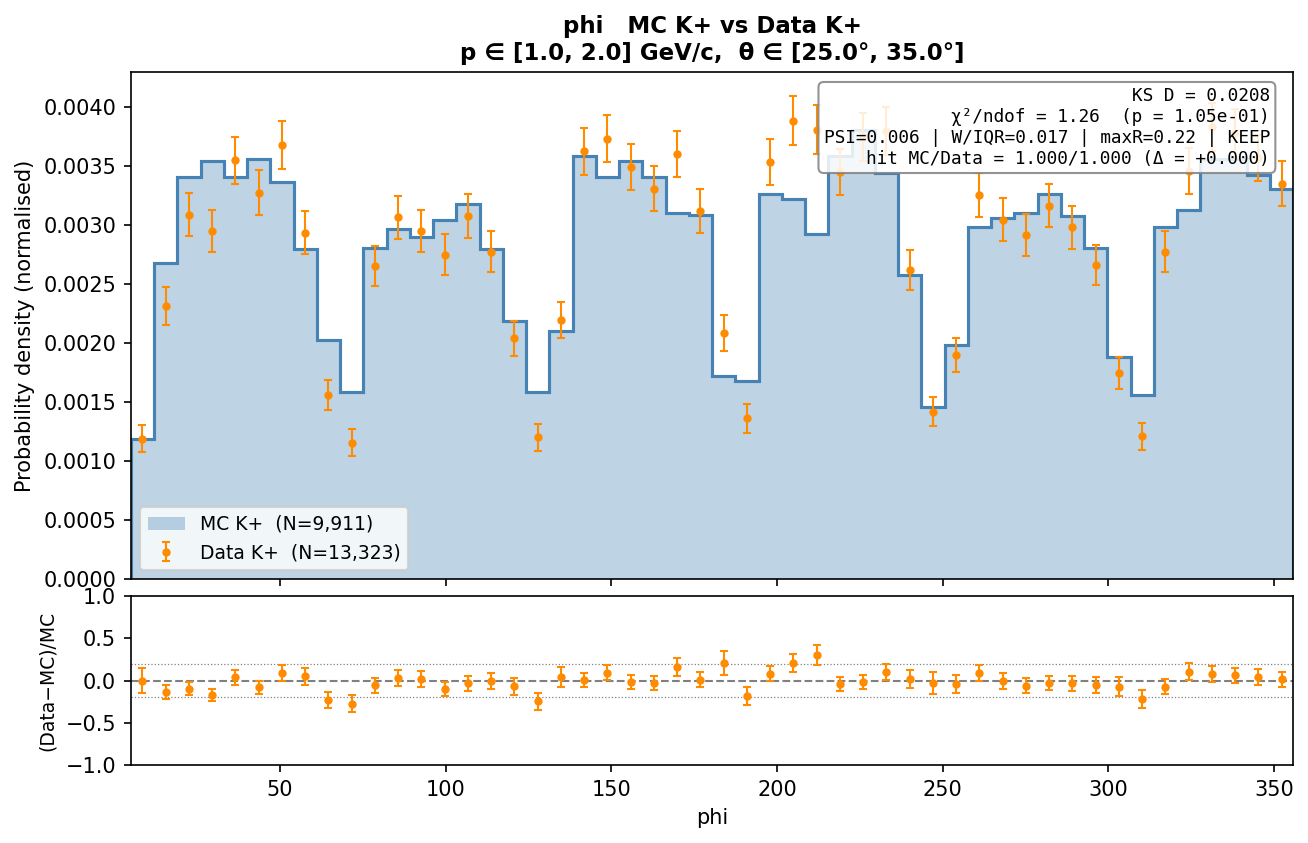 phi   MC K+ vs Data K+
p ∈ [1.0, 2.0] GeV/c,  θ ∈ [25.0°, 35.0°]
KS D = 0.0208
χ²/ndof = 1.26  (p = 1.05e-01)
PSI=0.006 | W/IQR=0.017 | maxR=0.22 | KEEP
hit MC/Data = 1.000/1.000 (Δ = +0.000)
Probability density (normalised)
0.0040
0.0035
0.0030
0.0025
0.0020
0.0015
0.0010
0.0005
0.0000
MC K+  (N=9,911)
Data K+  (N=13,323)
(Data−MC)/MC
1.0
0.5
0.0
−0.5
−1.0
50
100
150
200
250
300
350
phi